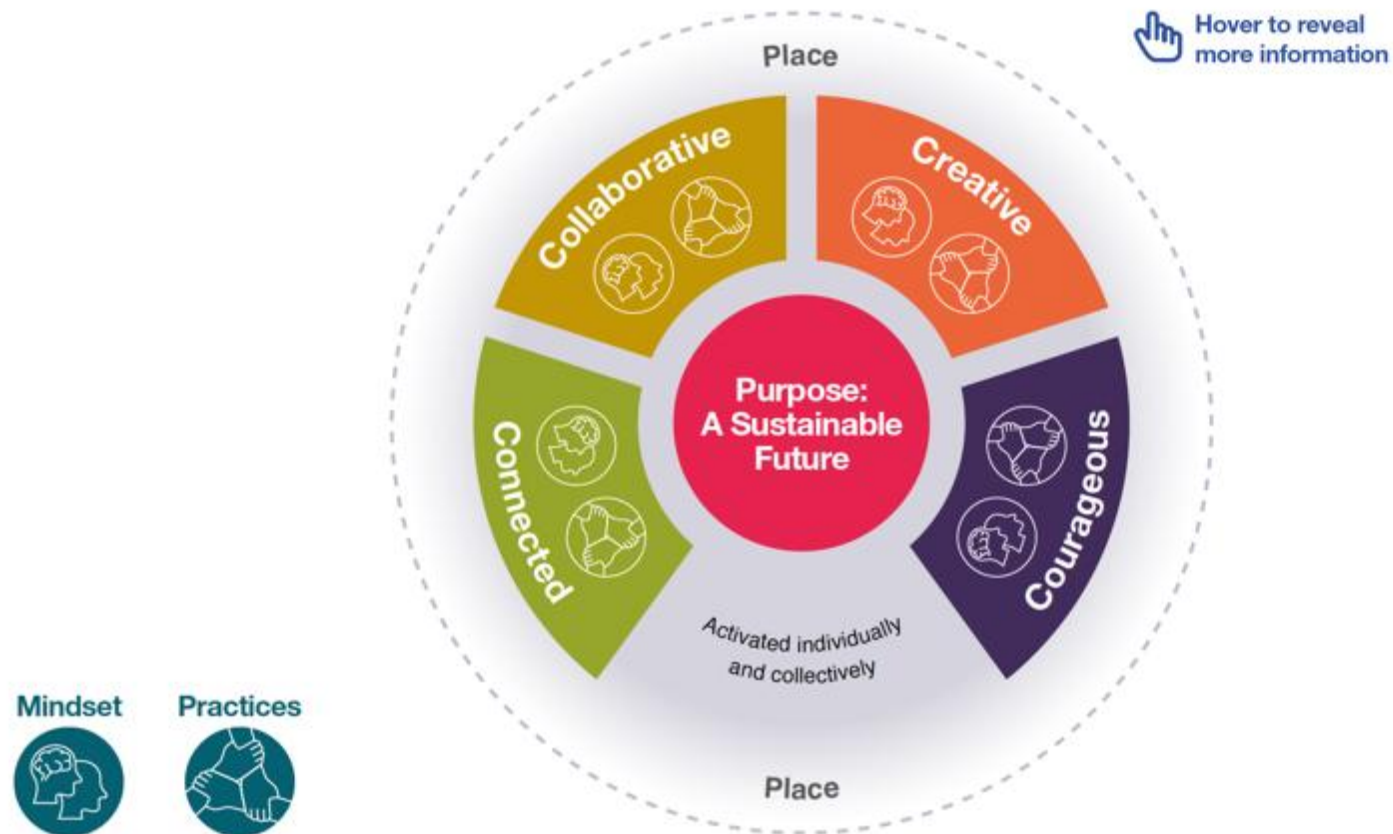 Place
Hover to reveal
more information
Collaborative
Creative
Purpose:
A Sustainable
Future
Connected
Courageous
Activated individually
and collectively
Mindset
Practices
Place